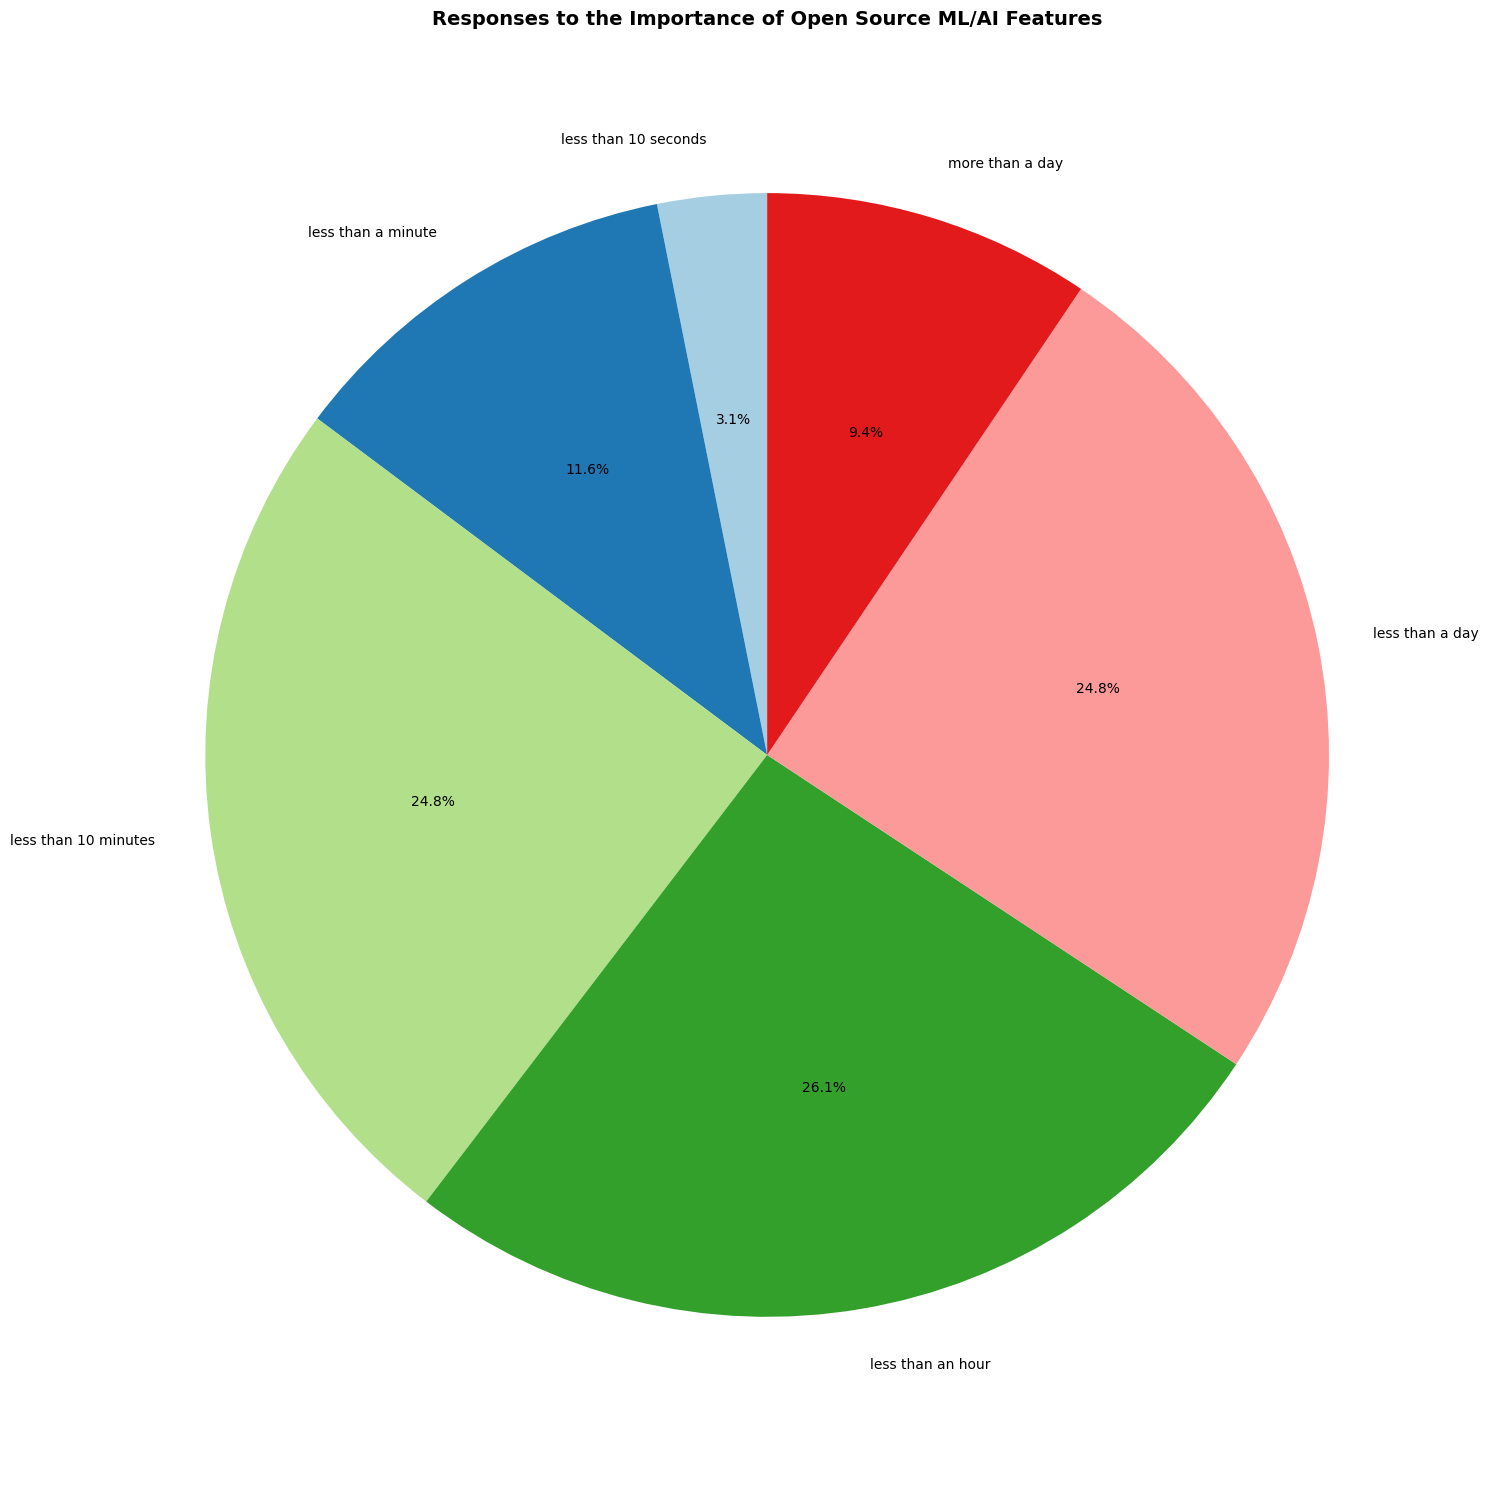 Responses to the Importance of Open Source ML/AI Features
less than 10 seconds
more than a day
less than a minute
3.1%
9.4%
11.6%
less than a day
24.8%
24.8%
less than 10 minutes
26.1%
less than an hour